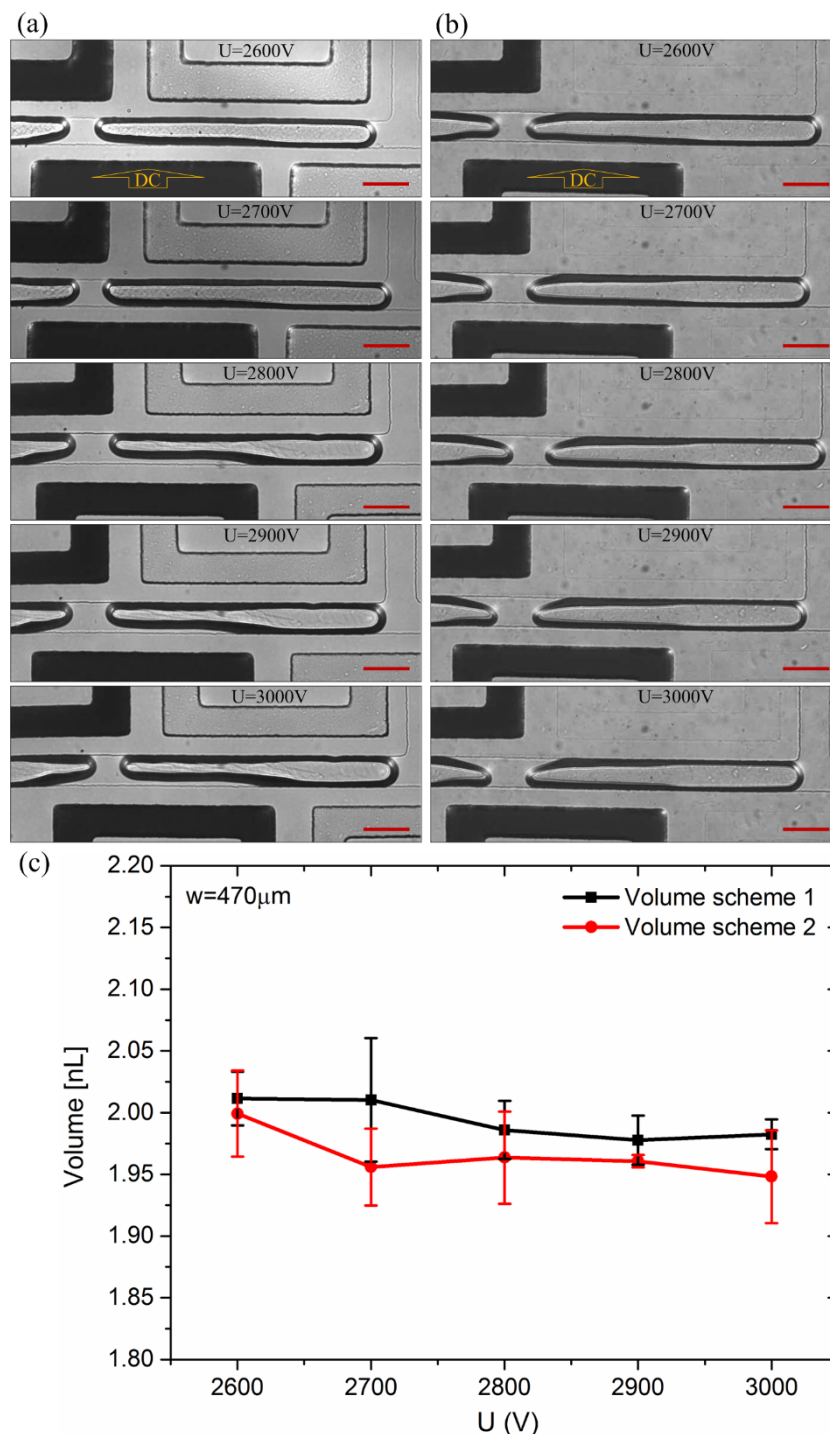 (a)
(b)
U=2600V
U=2600V
DC
DC
U=2700V
U=2700V
U=2800V
U=2800V
U=2900V
U=2900V
U=3000V
U=3000V
(c)
2.20
w=470μm
Volume scheme 1
Volume scheme 2
2.15
2.10
2.05
2.00
1.95
1.90
1.85
1.80
Volume [nL]
2600 2700 2800 2900 3000
U (V)